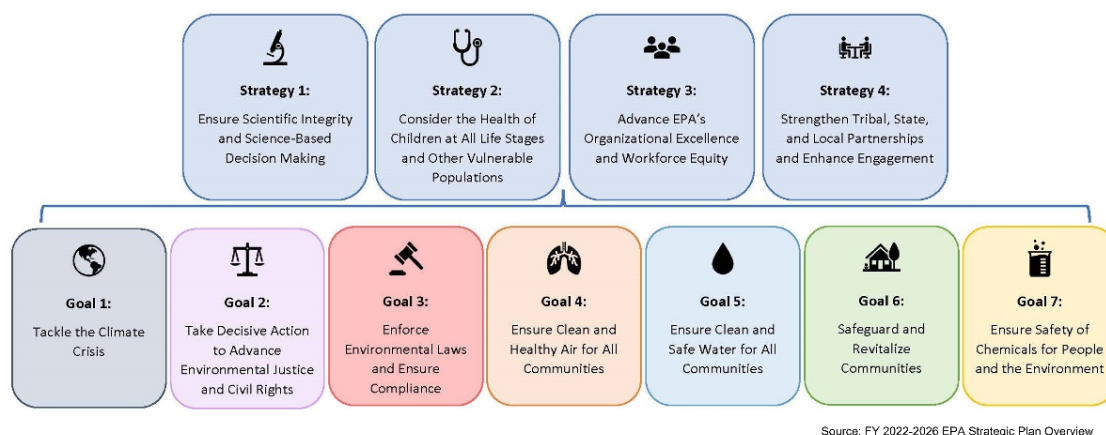 Strategy 1:
Ensure Scientific Integrity
and Science-Based
Decision Making
Strategy 2:
Consider the Health of
Children at All Life Stages
and Other Vulnerable
Populations
Strategy 3:
Advance EPA's
Organizational Excellence
and Workforce Equity
Strategy 4:
Strengthen Tribal, State,
and Local Partnerships
and Enhance Engagement
Goal 1:
Tackle the Climate
Crisis
Goal 2:
Take Decisive Action
to Advance
Environmental Justice
and Civil Rights
Goal 3:
Enforce
Environmental Laws
and Ensure
Compliance
Goal 4:
Ensure Clean and
Healthy Air for All
Communities
Goal 5:
Ensure Clean and
Safe Water for All
Communities
Goal 6:
Safeguard and
Revitalize
Communities
Goal 7:
Ensure Safety of
Chemicals for People
and the Environment
Source: FY 2022-2026 EPA Strategic Plan Overview